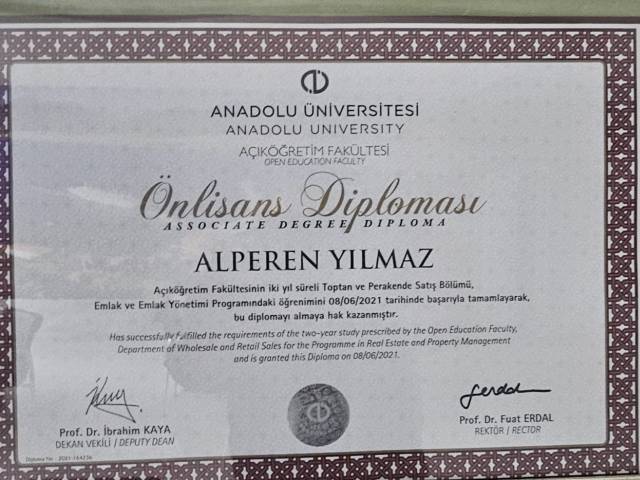 ANADOLU ÜNİVERSİTESİ
ANADOLU UNIVERSITY
AÇIKÖĞRETİM FAKÜLTESİ
OPEN EDUCATION FACULTY
Önlisans Diploması
ASSOCIATE DEGREE DIPLOMA
ALPEREN YILMAZ
Açıköğretim Fakültesinin iki yıl süreli Toptan ve Perakende Satış Bölümü,
Emlak ve Emlak Yönetimi Programındaki öğrenimini 08/06/2021 tarihinde başarıyla tamamlayarak,
bu diplomayı almaya hak kazanmıştır.
Has successfully fulfilled the requirements of the two-year study prescribed by the Open Education Faculty,
Department of Wholesale and Retail Sales for the Programme in Real Estate and Property Management
and is granted this Diploma on 08/06/2021.
Prof. Dr. İbrahim KAYA
DEKAN VEKİLİ / DEPUTY DEAN
Prof. Dr. Fuat ERDAL
REKTÖR / RECTOR
Diploma No : 2021-